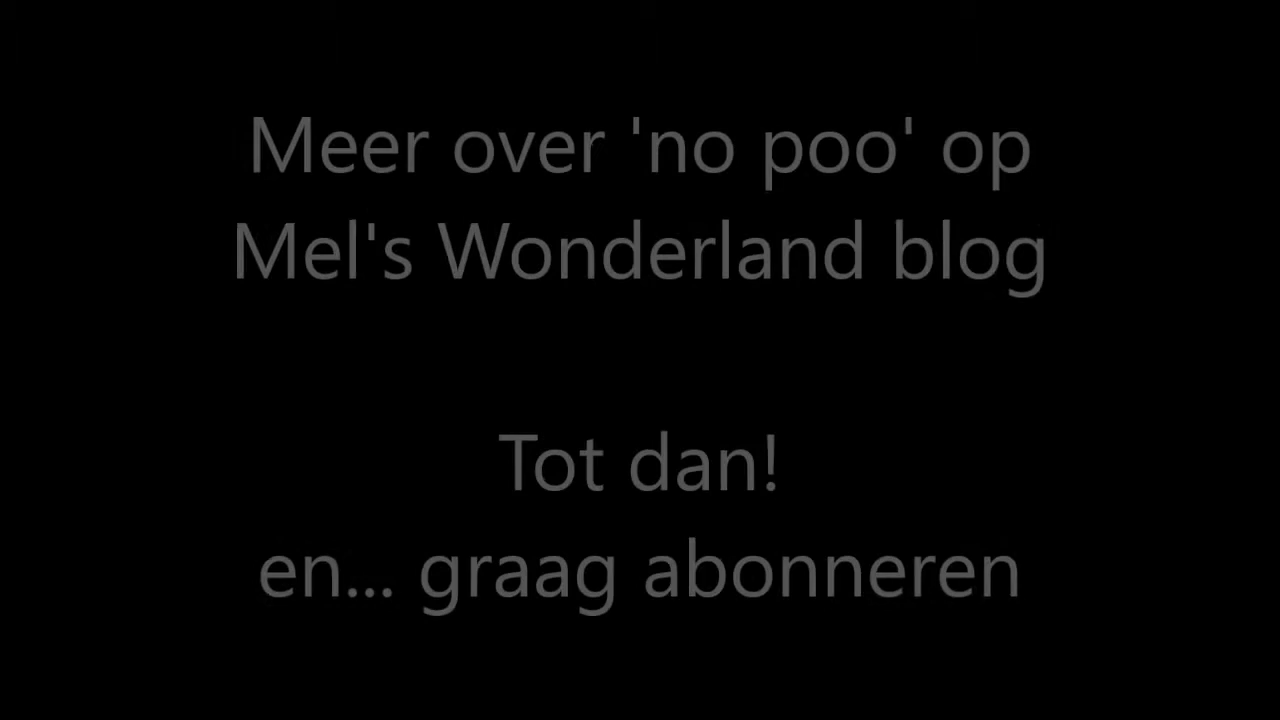 Meer over 'no poo' op
Mel's Wonderland blog
Tot dan!
en... graag abonneren